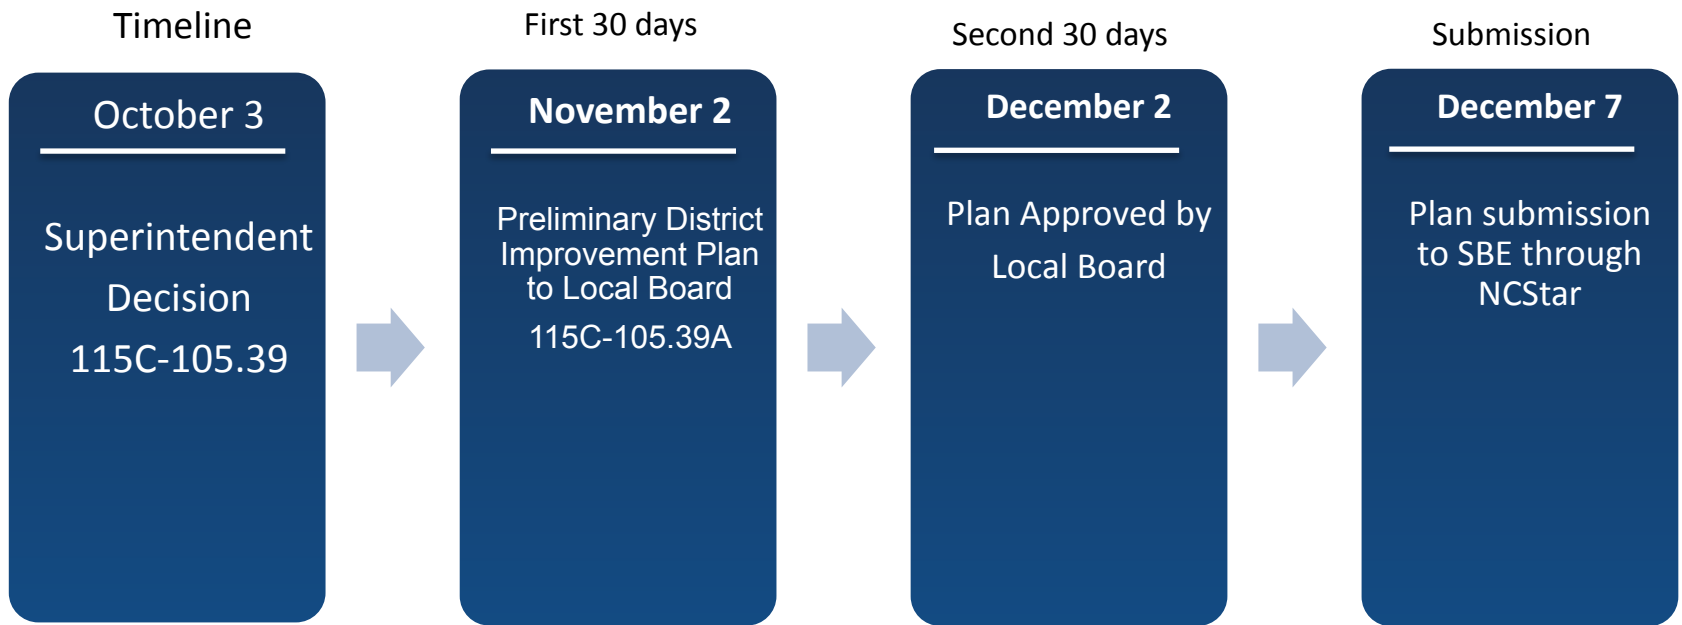 Timeline
October 3
Superintendent
Decision
115C-105.39
First 30 days
November 2
Preliminary District
Improvement Plan
to Local Board
115C-105.39A
Second 30 days
December 2
Plan Approved by
Local Board
Submission
December 7
Plan submission
to SBE through
NCStar